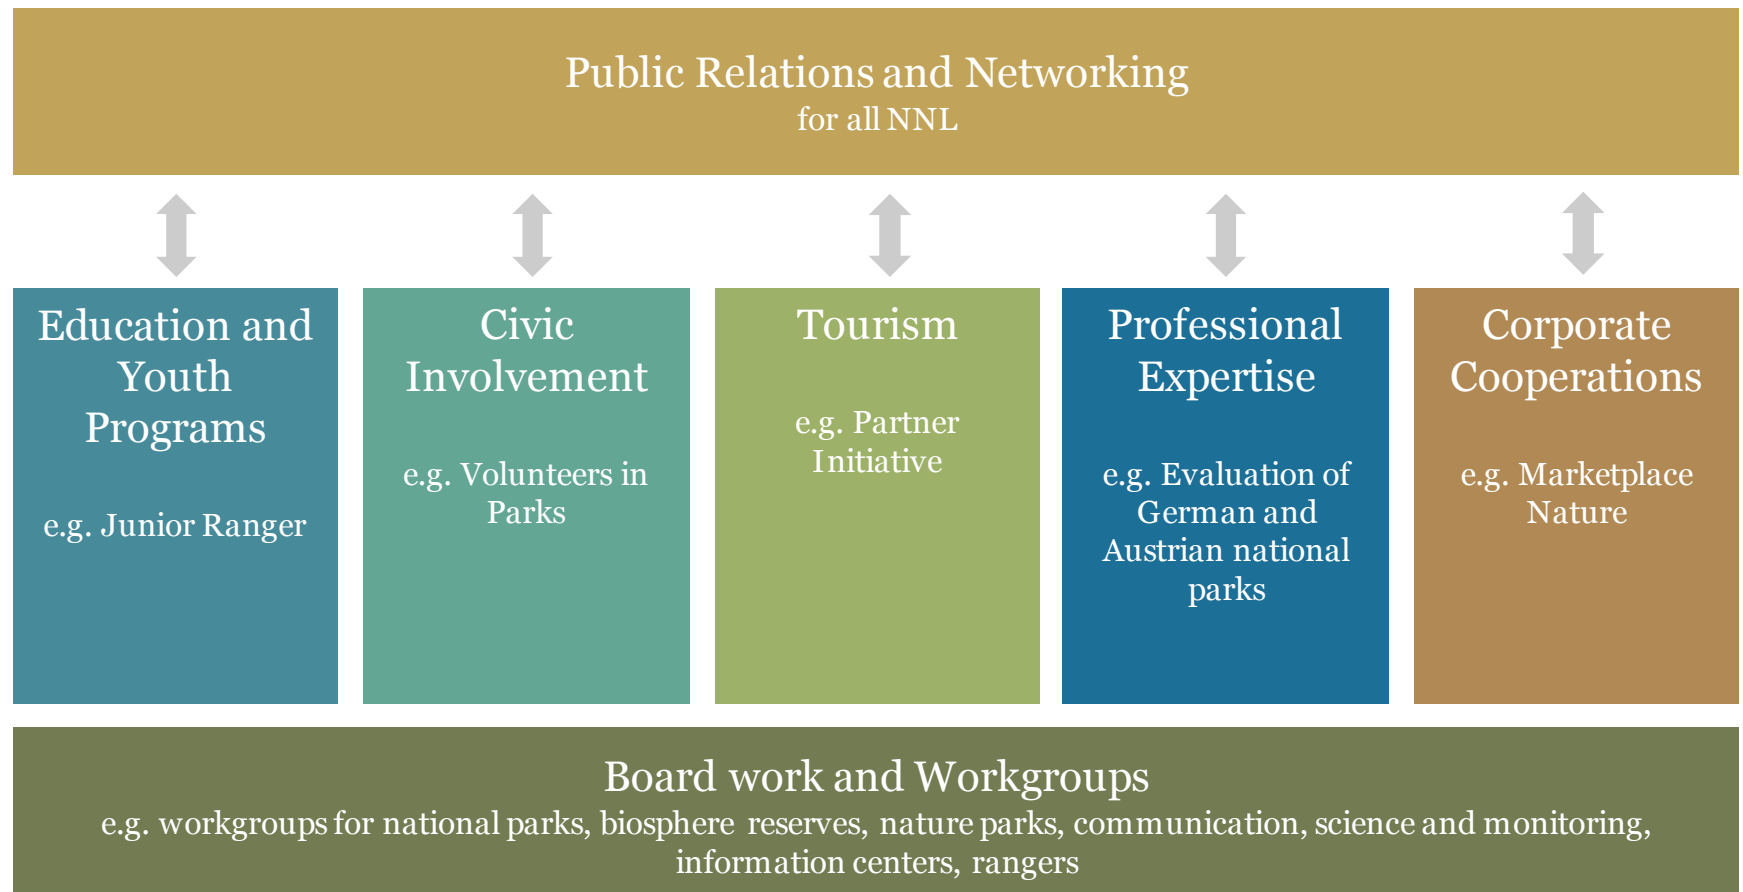 Public Relations and Networking
for all NNL
Education and
Youth
Programs
e.g. Junior Ranger
Civic
Involvement
e.g. Volunteers in
Parks
Tourism
e.g. Partner
Initiative
Professional
Expertise
e.g. Evaluation of
German and
Austrian national
parks
Corporate
Cooperations
e.g. Marketplace
Nature
Board work and Workgroups
e.g. workgroups for national parks, biosphere reserves, nature parks, communication, science and monitoring,
information centers, rangers